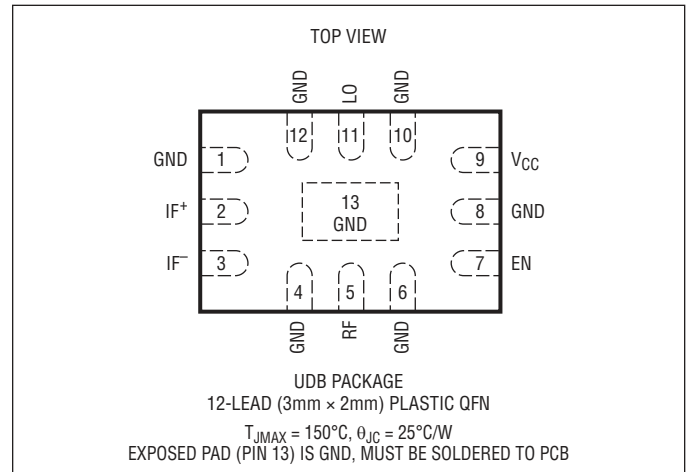 TOP VIEW
GND LO GND
12 11 10
GND 1 9 VCC
13
IF+ 2 GND 8 GND
IF– 3 7 EN
4 5 6
GND RF GND
UDB PACKAGE
12-LEAD (3mm × 2mm) PLASTIC QFN
TJMAX = 150°C, θJC = 25°C/W
EXPOSED PAD (PIN 13) IS GND, MUST BE SOLDERED TO PCB